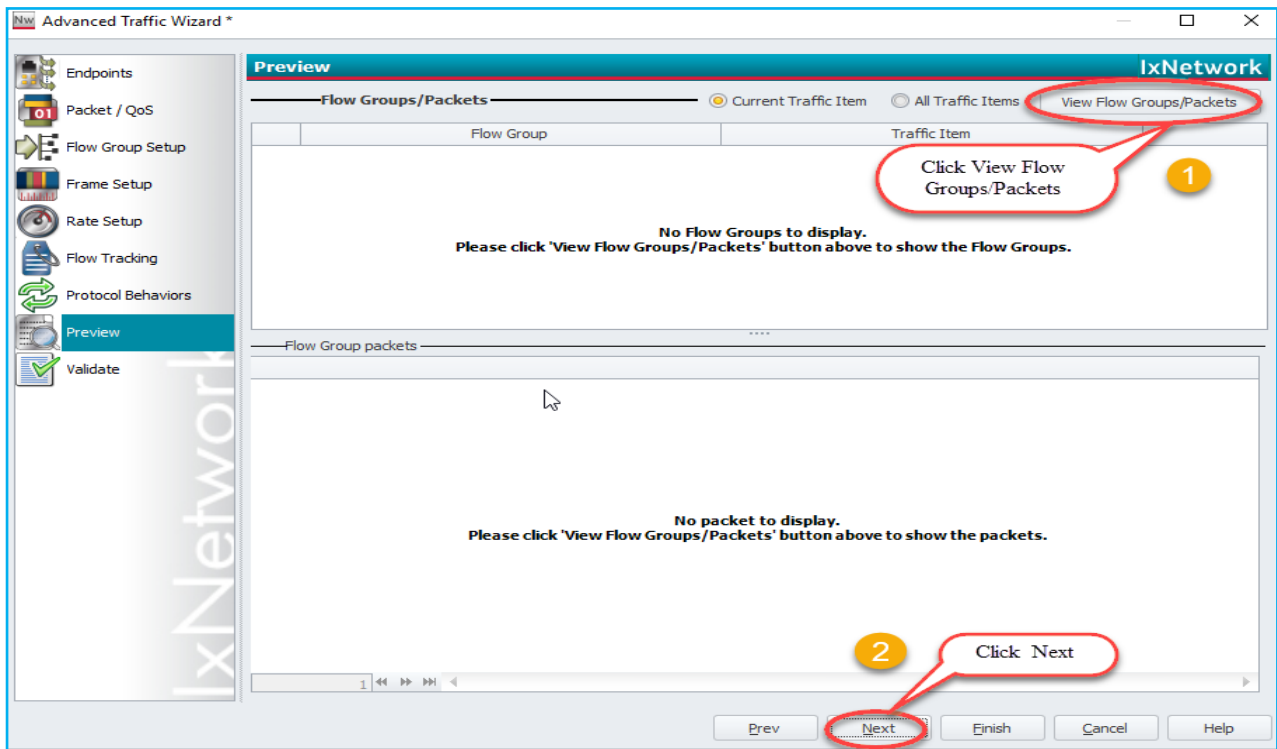 Nw Advanced Traffic Wizard *
Endpoints
Packet / QoS
Flow Group Setup
Frame Setup
Rate Setup
Flow Tracking
Protocol Behaviors
Preview
Validate
IxNetwork
Preview
IxNetwork
Flow Groups/Packets
Current Traffic Item
All Traffic Items
View Flow Groups/Packets
Flow Group
Traffic Item
Click View Flow
Groups/Packets
1
No Flow Groups to display.
Please click 'View Flow Groups/Packets' button above to show the Flow Groups.
Flow Group packets
No packet to display.
Please click 'View Flow Groups/Packets' button above to show the packets.
2
Click Next
1
Prev
Next
Finish
Cancel
Help